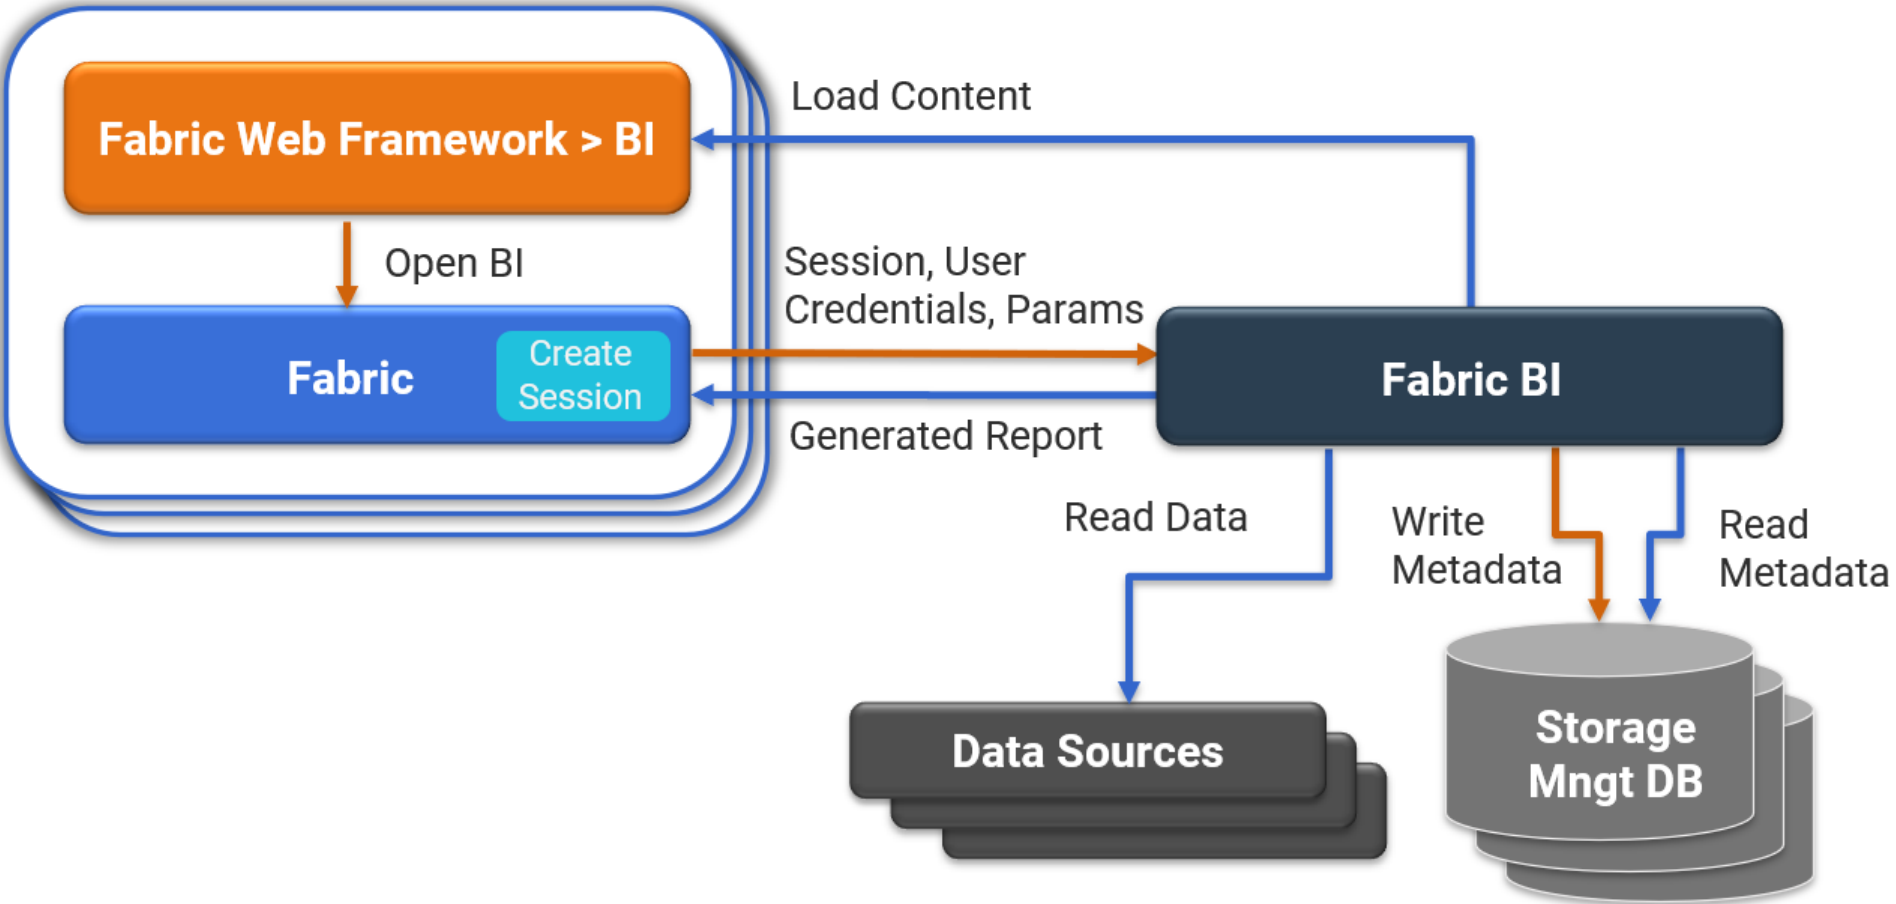 Fabric Web Framework > BI
Load Content
Open BI
Session, User
Credentials, Params
Fabric
Create
Session
Fabric BI
Generated Report
Read Data
Write
Metadata
Read
Metadata
Data Sources
Storage
Mngt DB